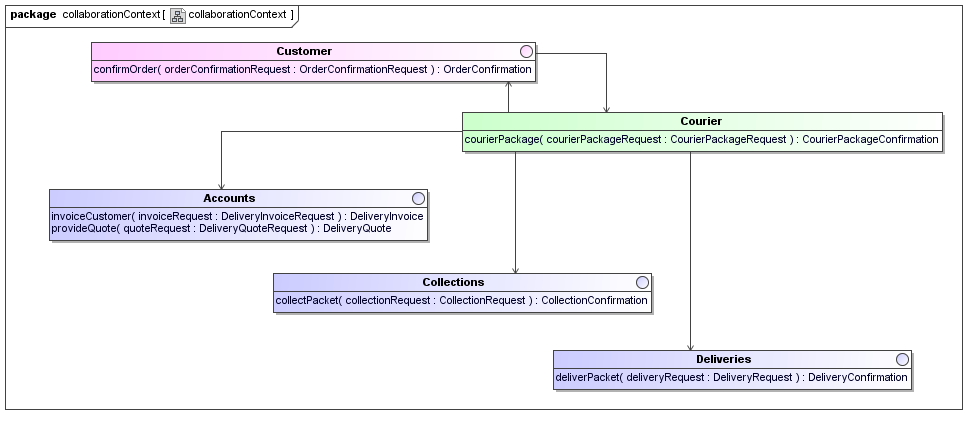 package collaborationContext [ collaborationContext ]
Customer
confirmOrder( orderConfirmationRequest : OrderConfirmationRequest ) : OrderConfirmation
Courier
courierPackage( courierPackageRequest : CourierPackageRequest ) : CourierPackageConfirmation
Accounts
invoiceCustomer( invoiceRequest : DeliveryInvoiceRequest ) : DeliveryInvoice
provideQuote( quoteRequest : DeliveryQuoteRequest ) : DeliveryQuote
Collections
collectPacket( collectionRequest : CollectionRequest ) : CollectionConfirmation
Deliveries
deliverPacket( deliveryRequest : DeliveryRequest ) : DeliveryConfirmation